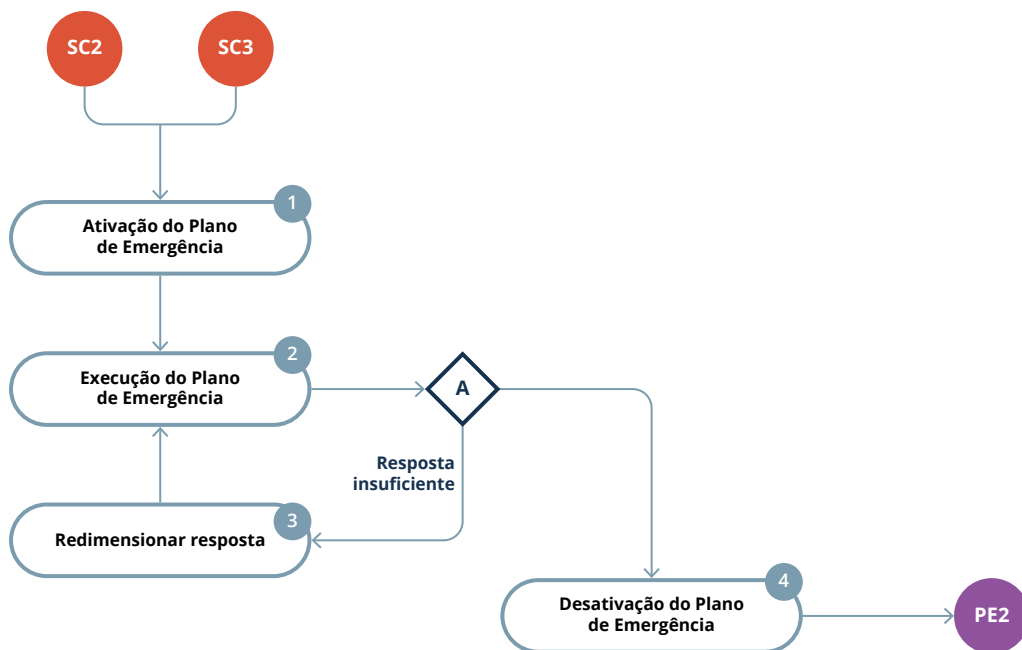 SC2
SC3
1
Ativação do Plano
de Emergência
2
Execução do Plano
de Emergência
A
Resposta
insuficiente
3
Redimensionar resposta
4
Desativação do Plano
de Emergência
PE2